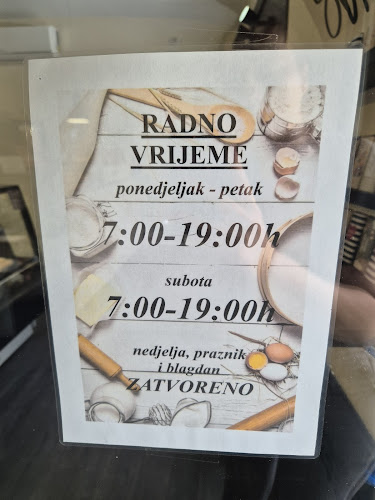 RADNO
VRIJEME
ponedjeljak - petak
7:00-19:00h
subota
7:00-19:00h
nedjelja, praznik
i blagdan
ZATVORENO